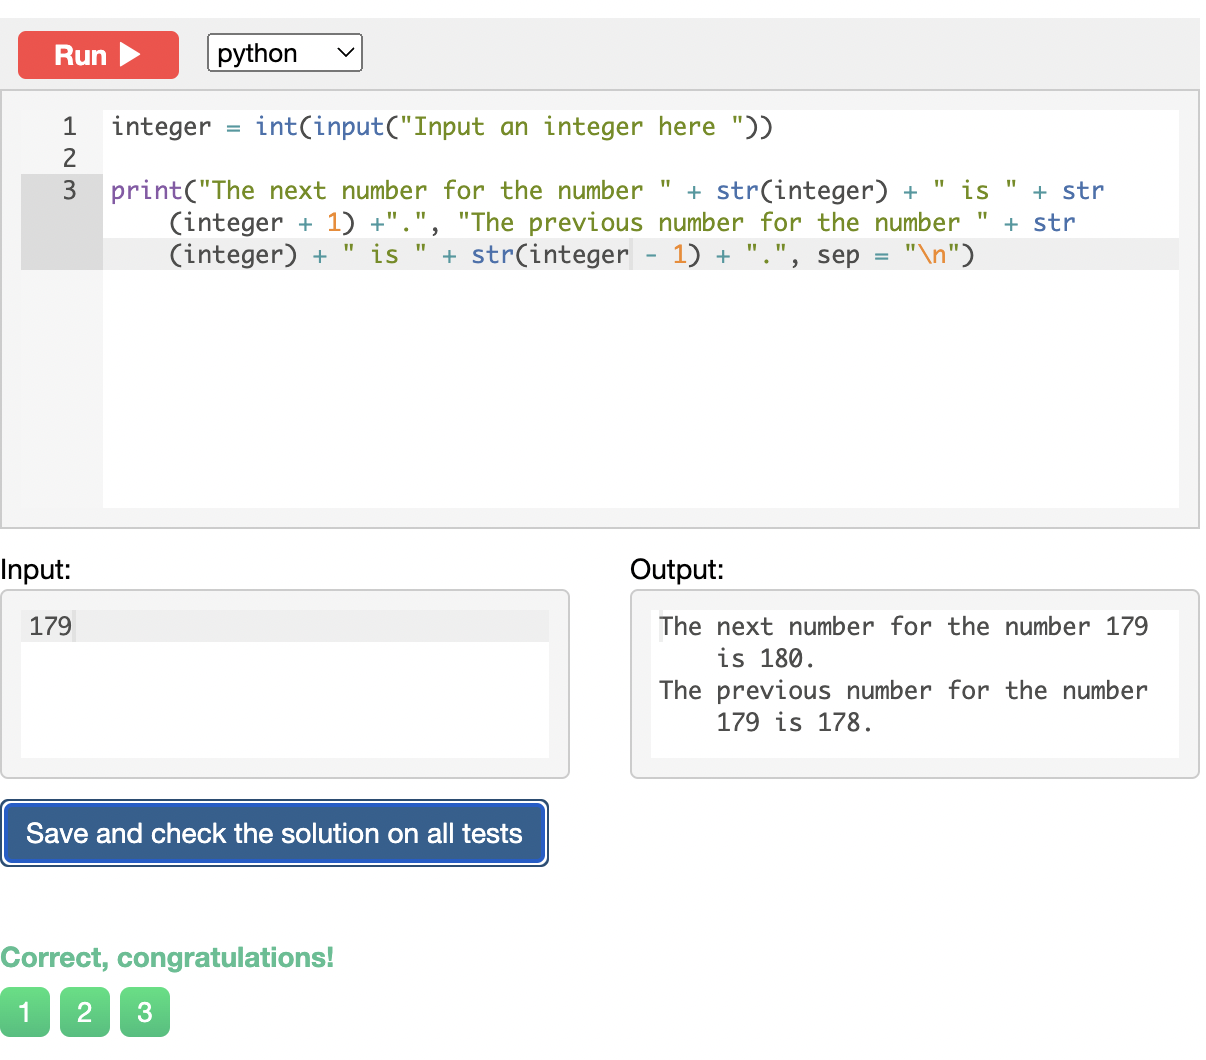 Run
python
1 integer = int(input("Input an integer here "))
2
3 print("The next number for the number " + str(integer) + " is " + str
(integer + 1) +".", "The previous number for the number " + str
(integer) + " is " + str(integer - 1) + ".", sep = "\n")
Input:
179
Output:
The next number for the number 179
is 180.
The previous number for the number
179 is 178.
Save and check the solution on all tests
Correct, congratulations!
1 2 3